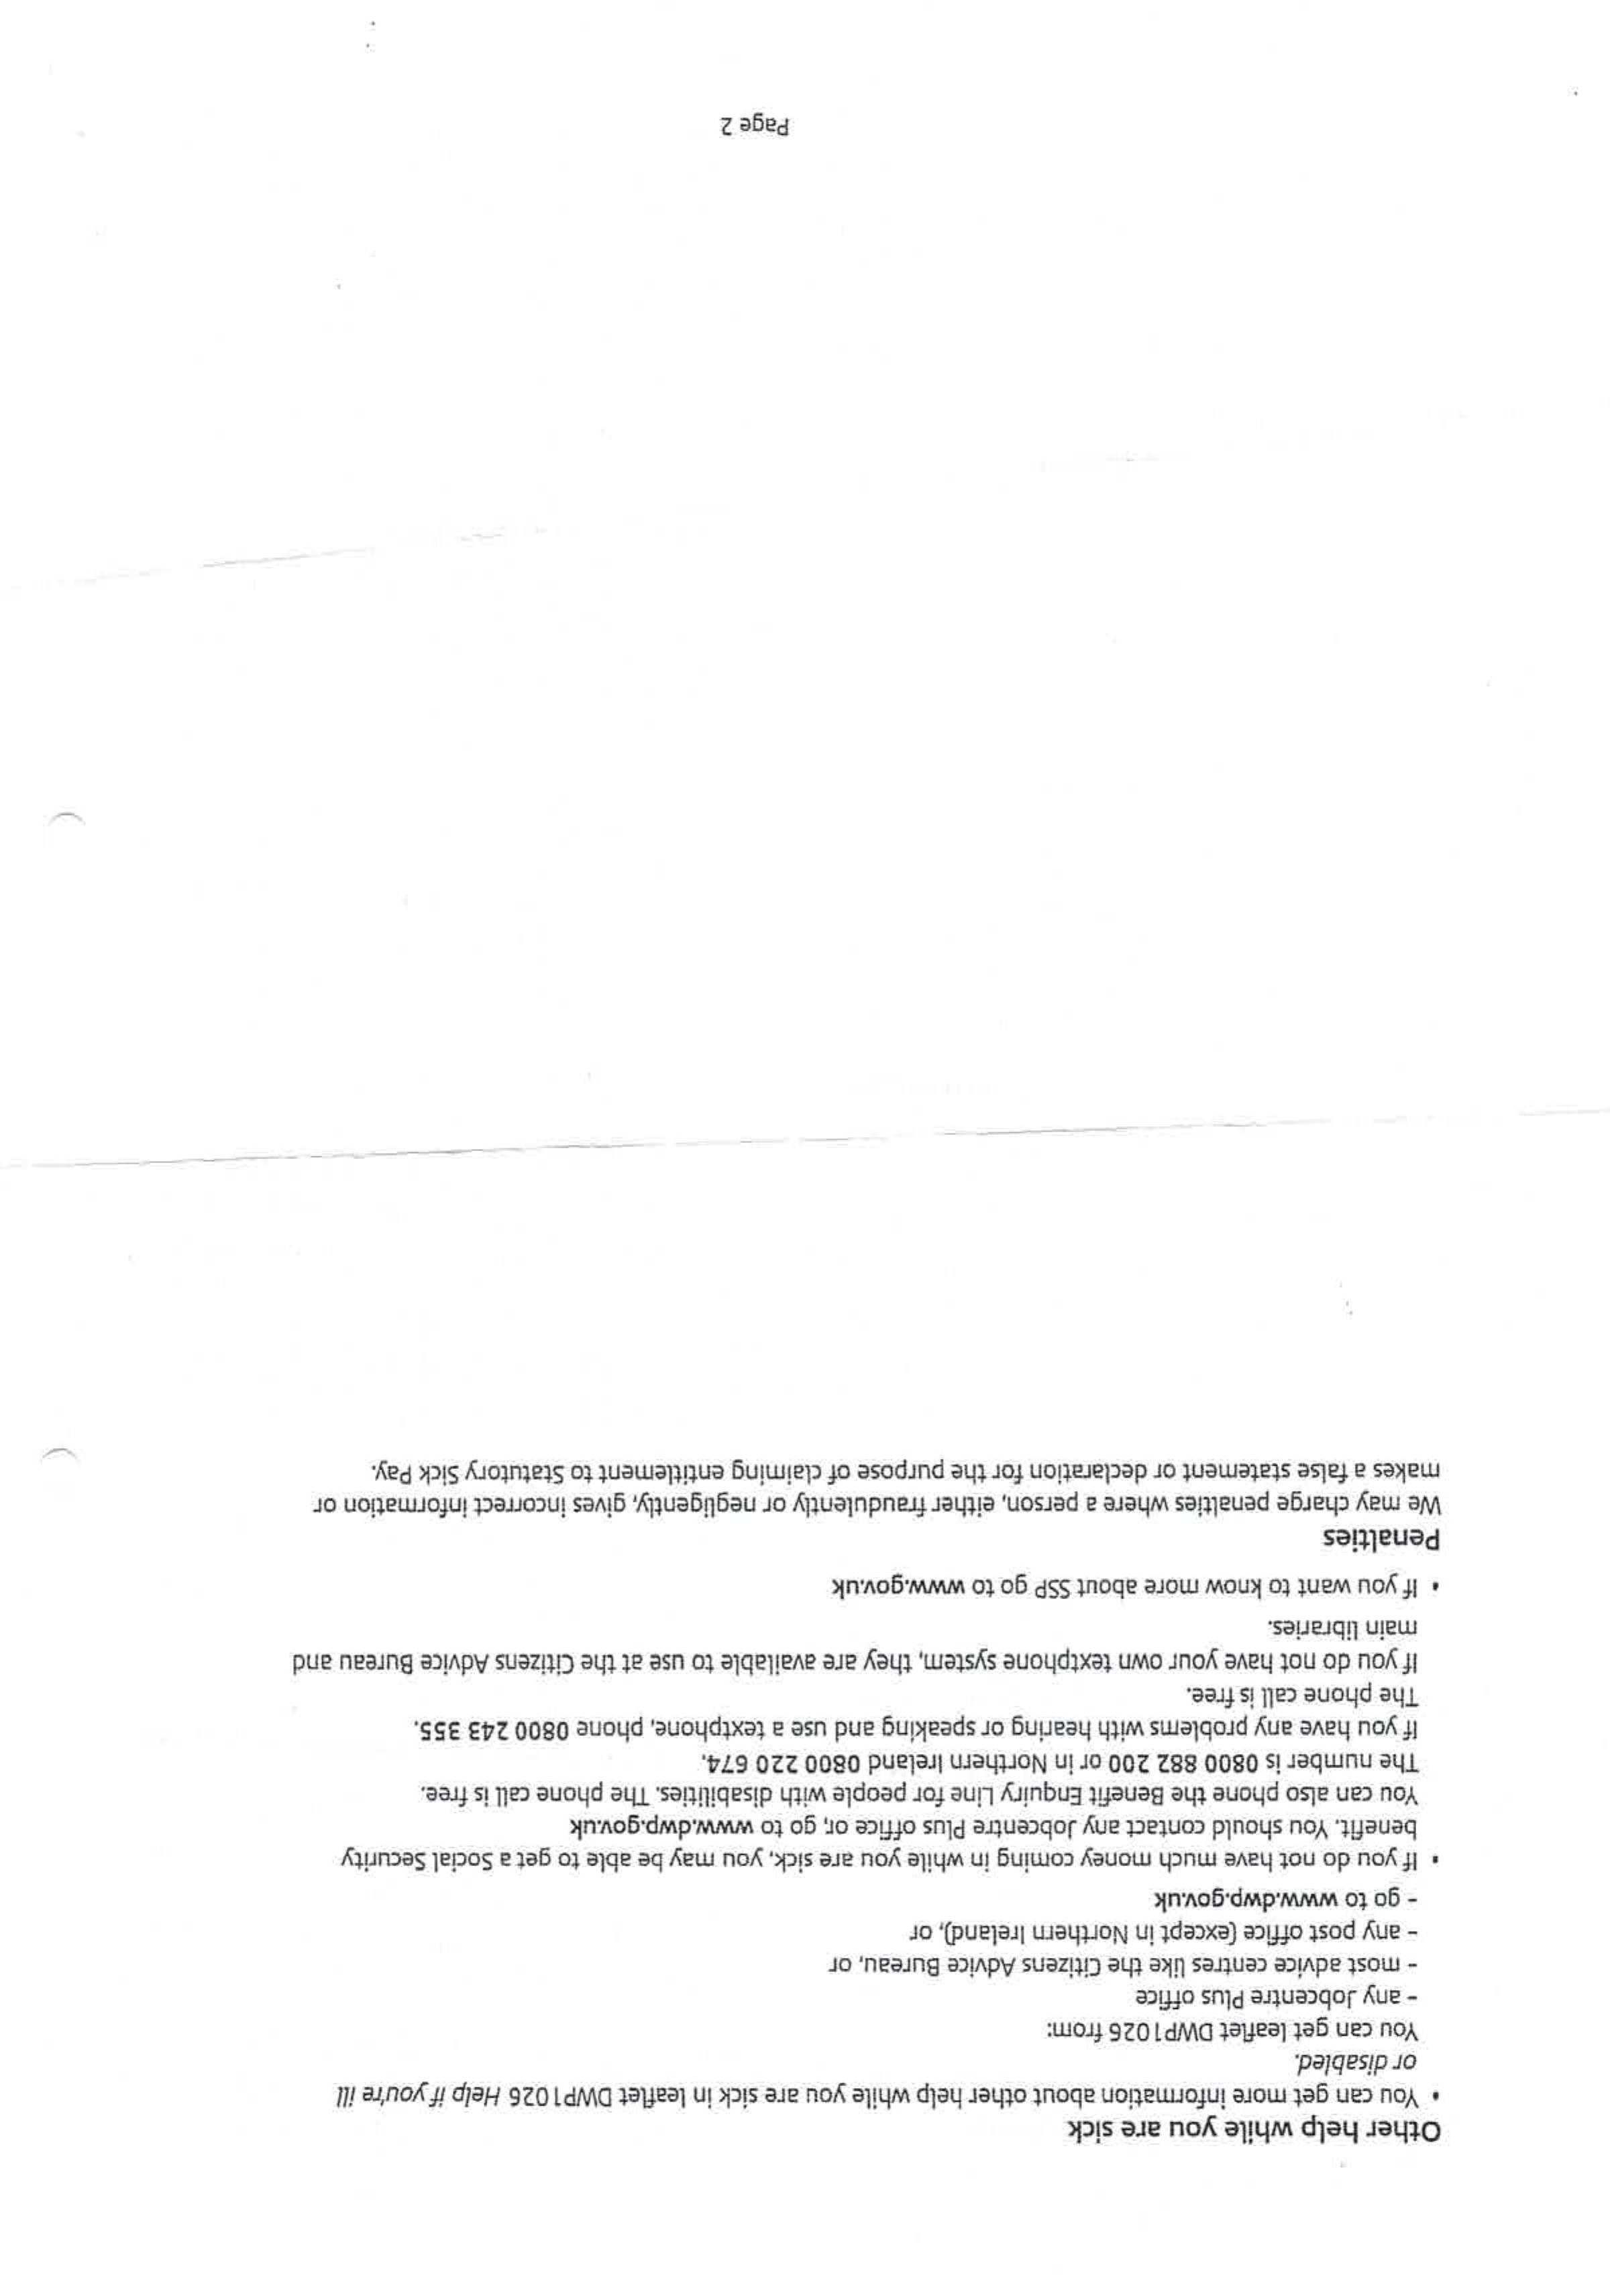 Other help while you are sick
• You can get more information about other help while you are sick in leaflet DWP1026 Help if you're ill
or disabled.
You can get leaflet DWP1026 from:
- any Jobcentre Plus office
- most advice centres like the Citizens Advice Bureau, or
- any post office (except in Northern Ireland), or
- go to www.dwp.gov.uk
• If you do not have much money coming in while you are sick, you may be able to get a Social Security
benefit. You should contact any Jobcentre Plus office or, go to www.dwp.gov.uk
You can also phone the Benefit Enquiry Line for people with disabilities. The phone call is free.
The number is 0800 882 200 or in Northern Ireland 0800 220 674.
If you have any problems with hearing or speaking and use a textphone, phone 0800 243 355.
The phone call is free.
If you do not have your own textphone system, they are available to use at the Citizens Advice Bureau and
main libraries.
• If you want to know more about SSP go to www.gov.uk
Penalties
We may charge penalties where a person, either fraudulently or negligently, gives incorrect information or
makes a false statement or declaration for the purpose of claiming entitlement to Statutory Sick Pay.
Page 2